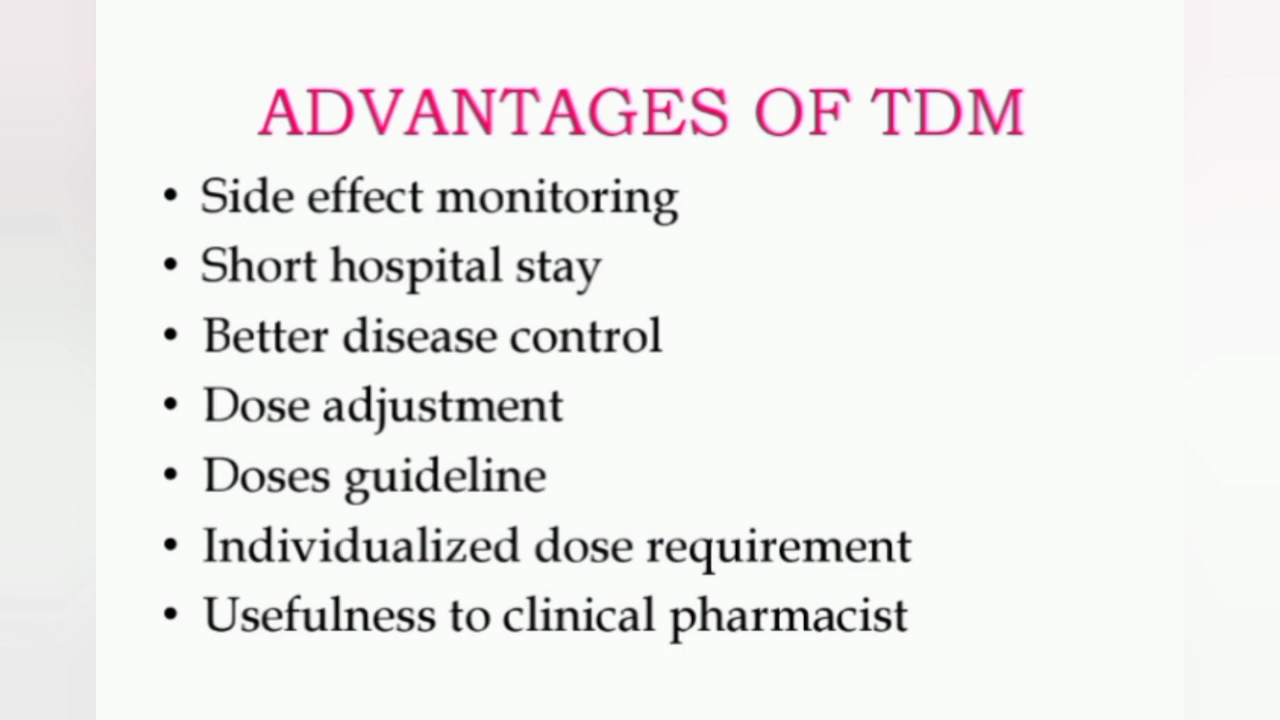 ADVANTAGES OF TDM
• Side effect monitoring
• Short hospital stay
• Better disease control
• Dose adjustment
• Doses guideline
• Individualized dose requirement
• Usefulness to clinical pharmacist